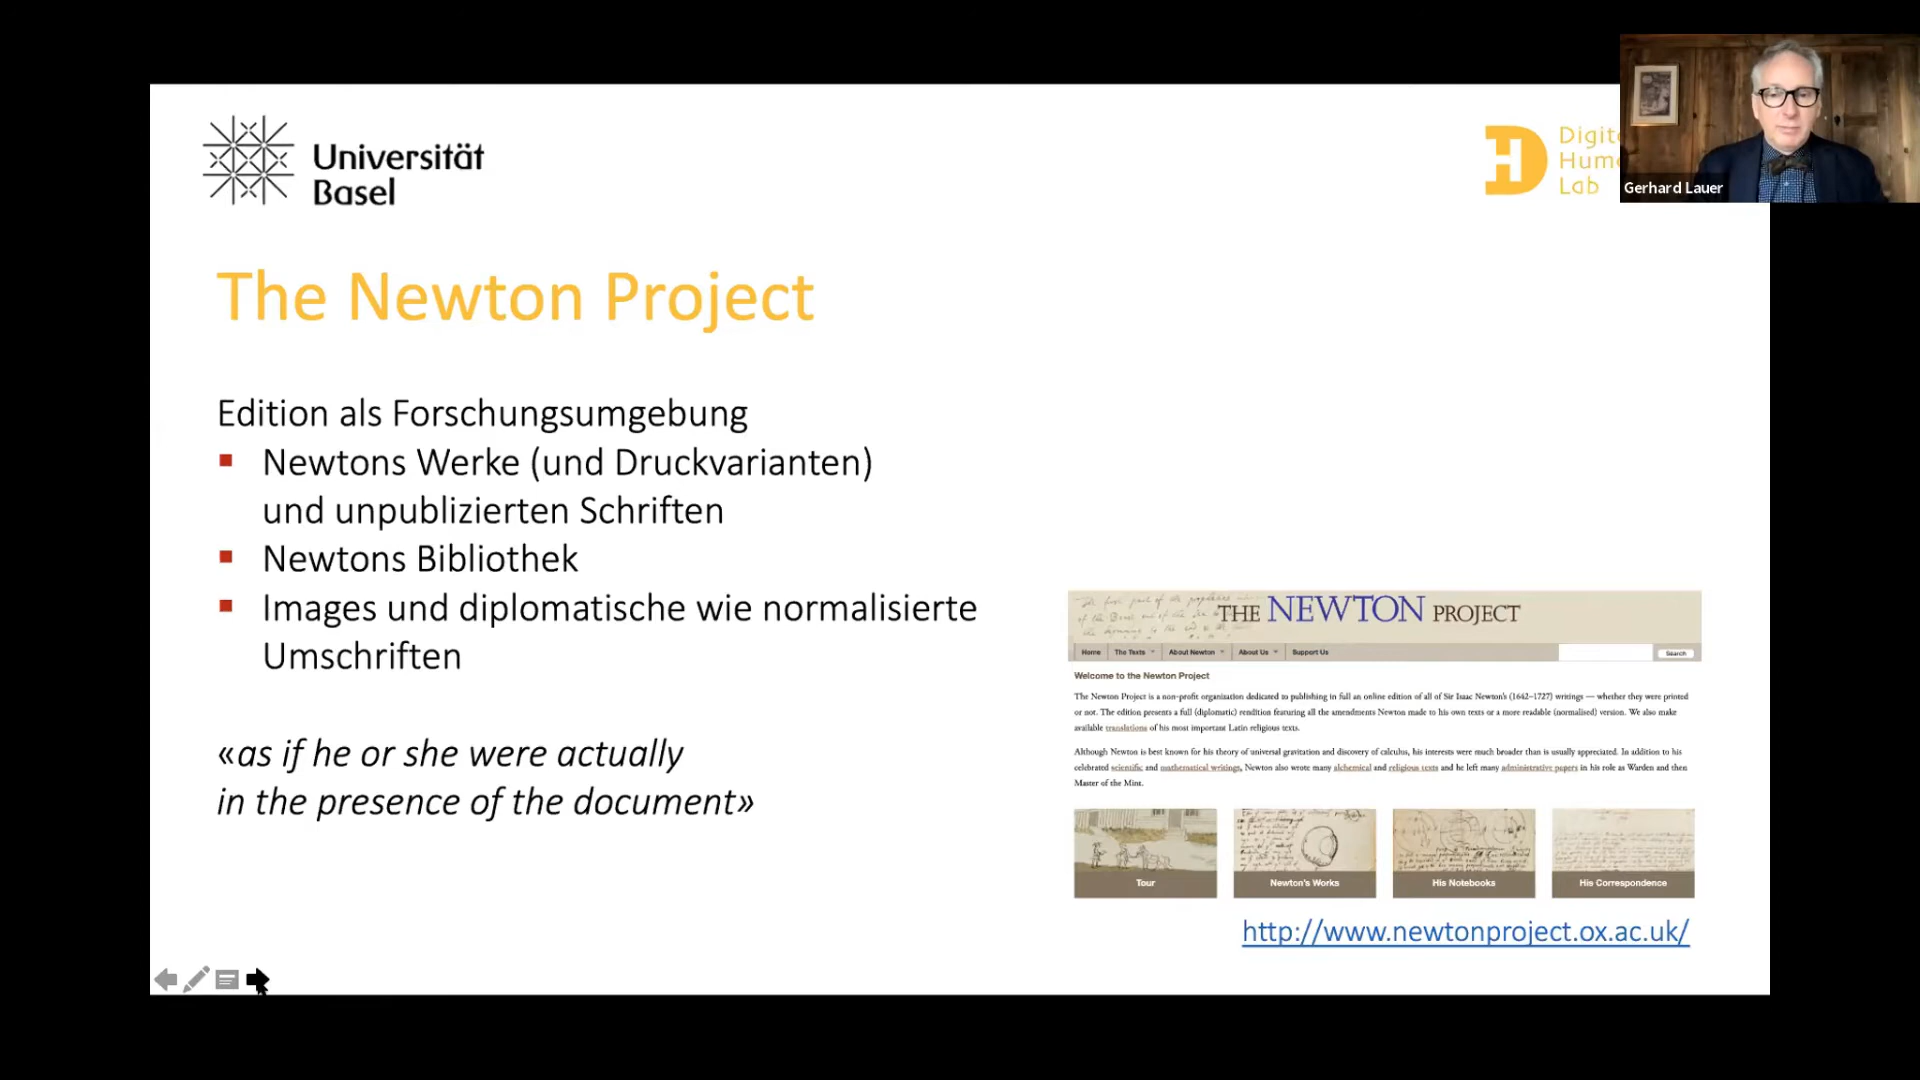 Universität
Basel
Digit
Hum
Lab
Gerhard Lauer
The Newton Project
Edition als Forschungsumgebung
Newtons Werke (und Druckvarianten)
und unpublizierten Schriften
Newtons Bibliothek
Images und diplomatische wie normalisierte
Umschriften
«as if he or she were actually
in the presence of the document»
THE NEWTON PROJECT
Home The Texts About Newton About Us Support Us Search
Welcome to the Newton Project
The Newton Project is a non-profit organization dedicated to publishing in full an online edition of all of Sir Isaac Newton's (1642–1727) writings — whether they were printed
or not. The edition presents a full (diplomatic) rendition featuring all the amendments Newton made to his own texts or a more readable (normalised) version. We also make
available translations of his most important Latin religious texts.
Although Newton is best known for his theory of universal gravitation and discovery of calculus, his interests were much broader than is usually appreciated. In addition to his
celebrated scientific and mathematical writings, Newton also wrote many alchemical and religious texts and he left many administrative papers in his role as Warden and then
Master of the Mint.
Tour
Newton's Works
His Notebooks
His Correspondence
http://www.newtonproject.ox.ac.uk/